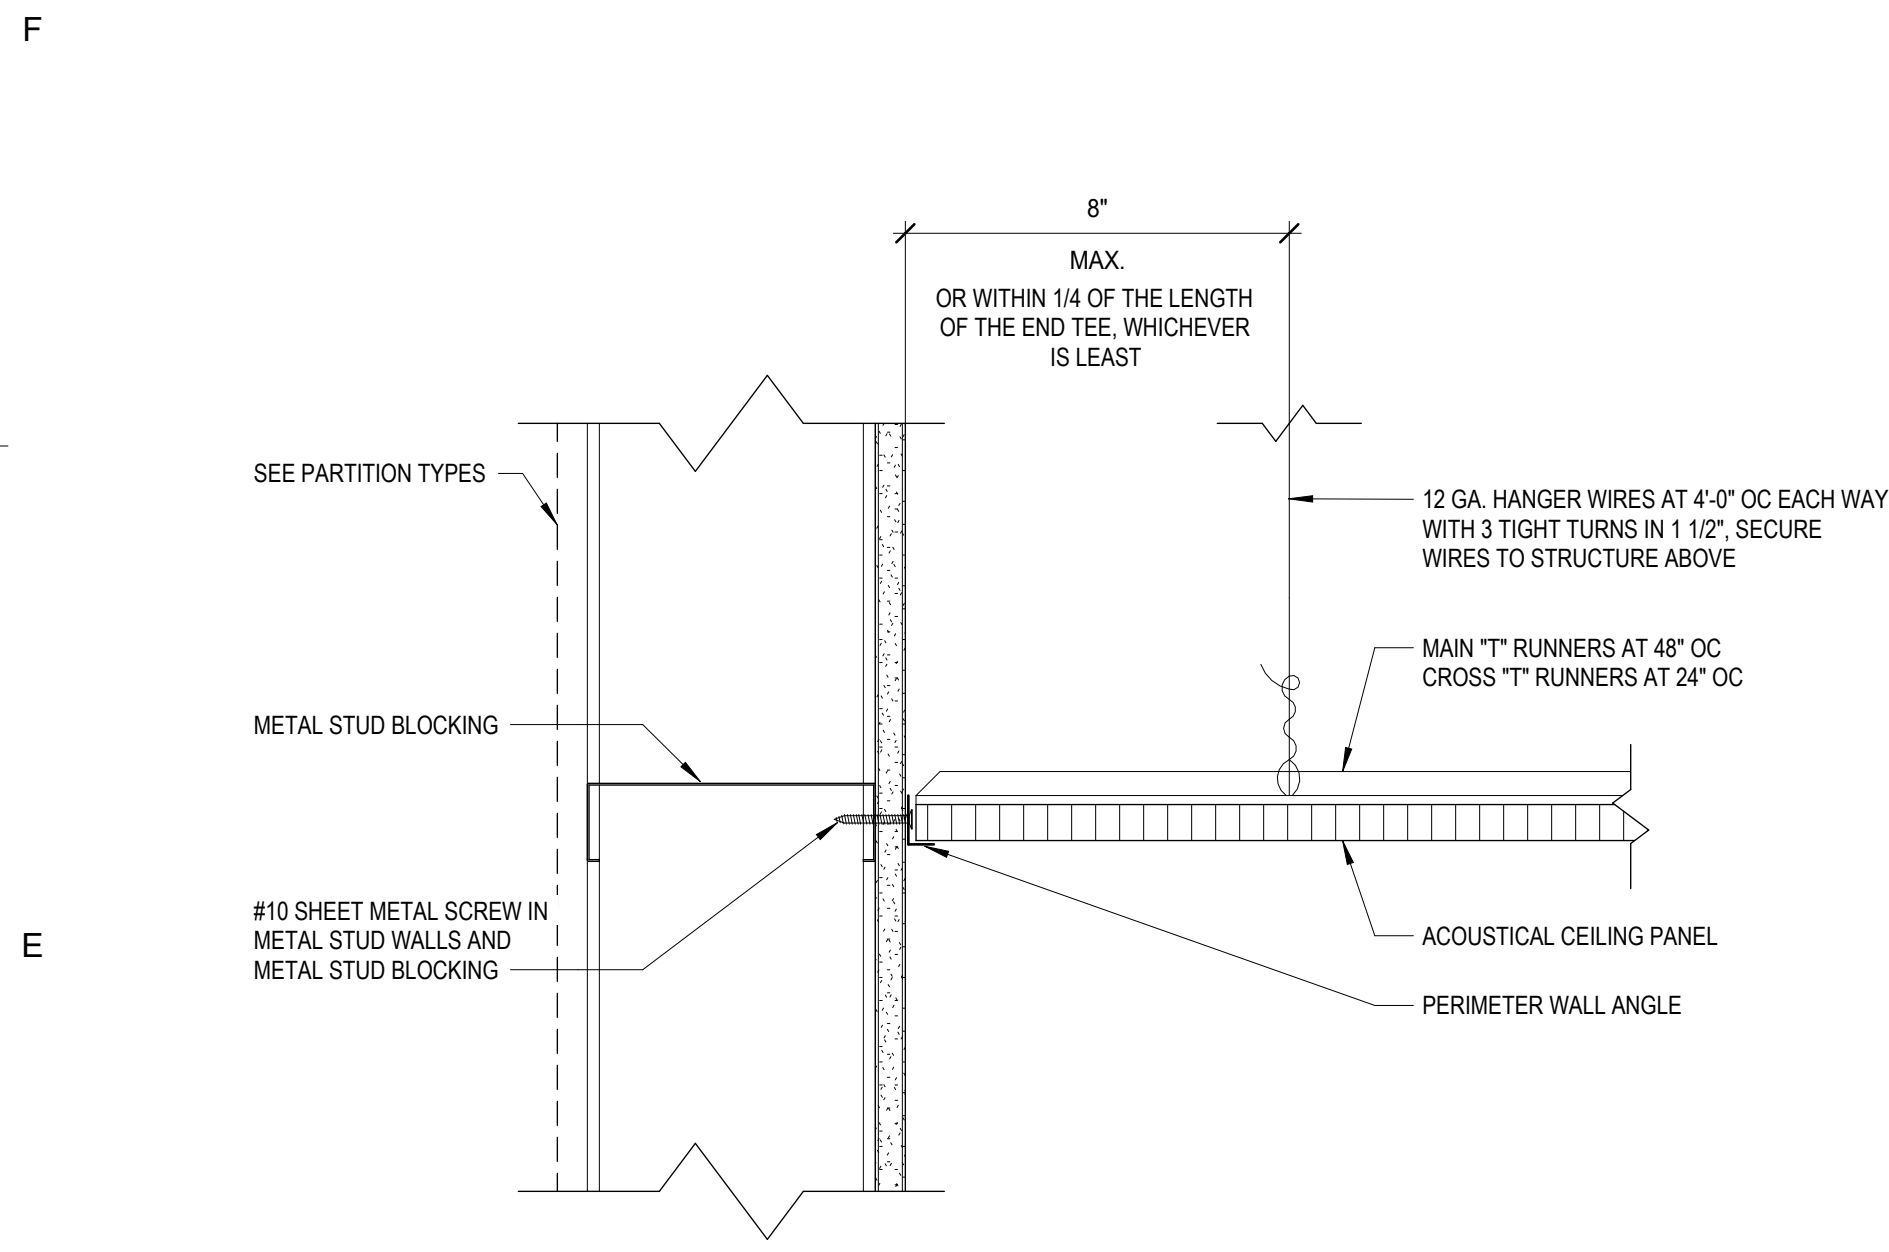 F
8"
MAX.
OR WITHIN 1/4 OF THE LENGTH
OF THE END TEE, WHICHEVER
IS LEAST
SEE PARTITION TYPES
12 GA. HANGER WIRES AT 4'-0" OC EACH WAY
WITH 3 TIGHT TURNS IN 1 1/2", SECURE
WIRES TO STRUCTURE ABOVE
MAIN "T" RUNNERS AT 48" OC
CROSS "T" RUNNERS AT 24" OC
METAL STUD BLOCKING
#10 SHEET METAL SCREW IN
METAL STUD WALLS AND
METAL STUD BLOCKING
E
ACOUSTICAL CEILING PANEL
PERIMETER WALL ANGLE